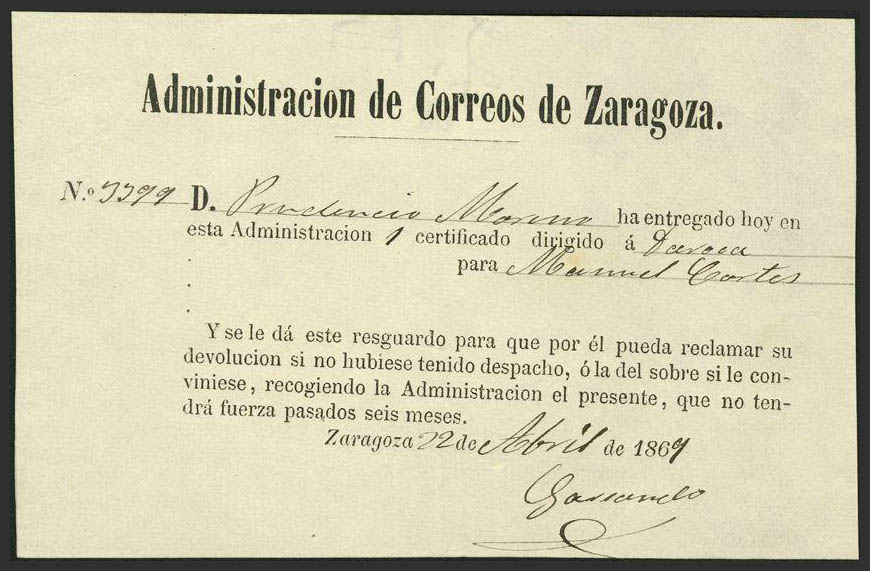 Administracion de Correos de Zaragoza.
N.º 3399 D. Prudencio Moreno ha entregado hoy en
esta Administracion 1 certificado dirigido á Daroca
para Manuel Cortes
Y se le dá este resguardo para que por él pueda reclamar su
devolucion si no hubiese tenido despacho, ó la del sobre si le con-
viniese, recogiendo la Administracion el presente, que no ten-
drá fuerza pasados seis meses.
Zaragoza 22 de Abril de 1869